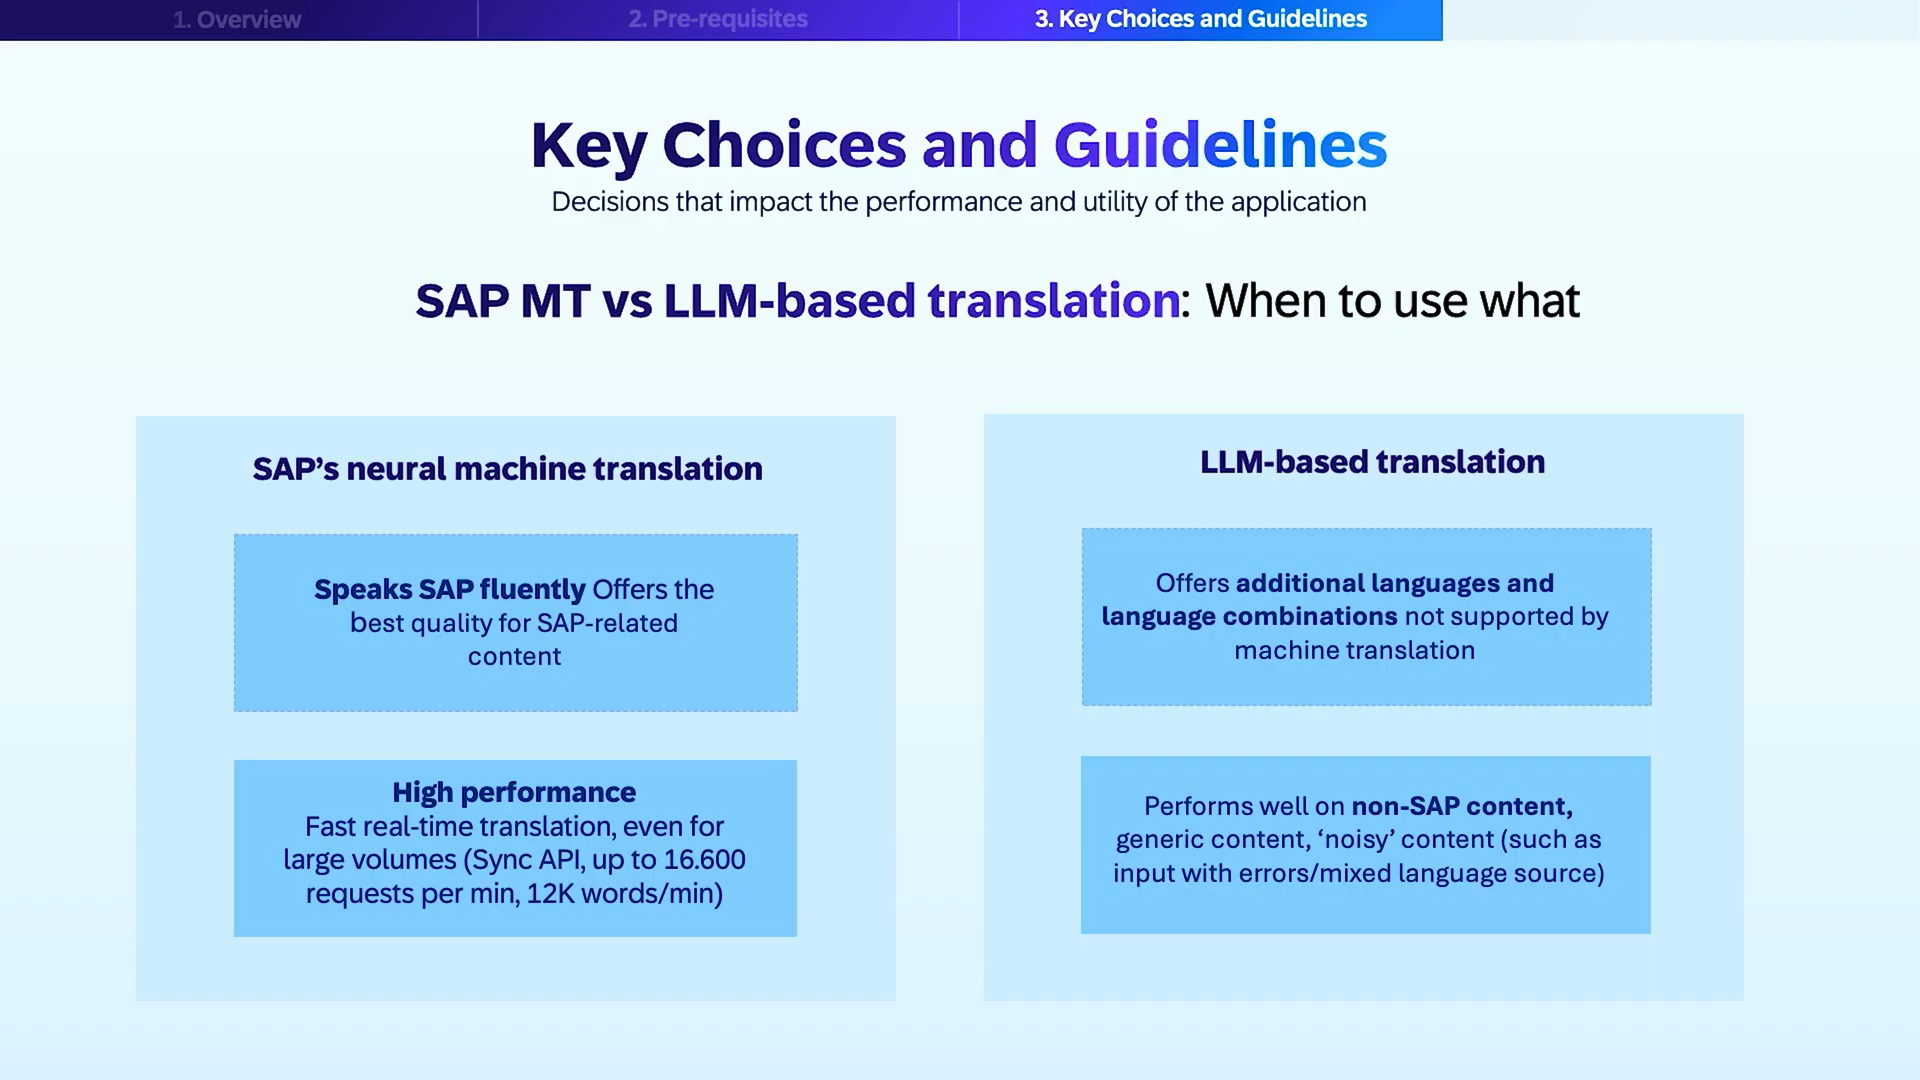 1. Overview
2. Pre-requisites
3. Key Choices and Guidelines
Key Choices and Guidelines
Decisions that impact the performance and utility of the application
SAP MT vs LLM-based translation: When to use what
SAP’s neural machine translation
Speaks SAP fluently Offers the
best quality for SAP-related
content
High performance
Fast real-time translation, even for
large volumes (Sync API, up to 16.600
requests per min, 12K words/min)
LLM-based translation
Offers additional languages and
language combinations not supported by
machine translation
Performs well on non-SAP content,
generic content, ‘noisy’ content (such as
input with errors/mixed language source)